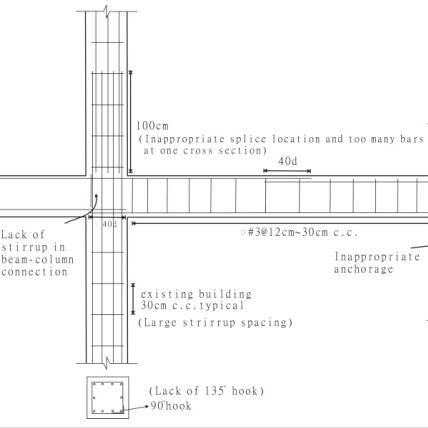 100cm
(Inappropriate splice location and too many bars
at one cross section)
40d
40d
Lack of
stirrup in
beam-column
connection
□#3@12cm~30cm c.c.
Inappropriate
anchorage
existing building
30cm c.c.typical
(Large strirrup spacing)
(Lack of 135° hook)
90°hook